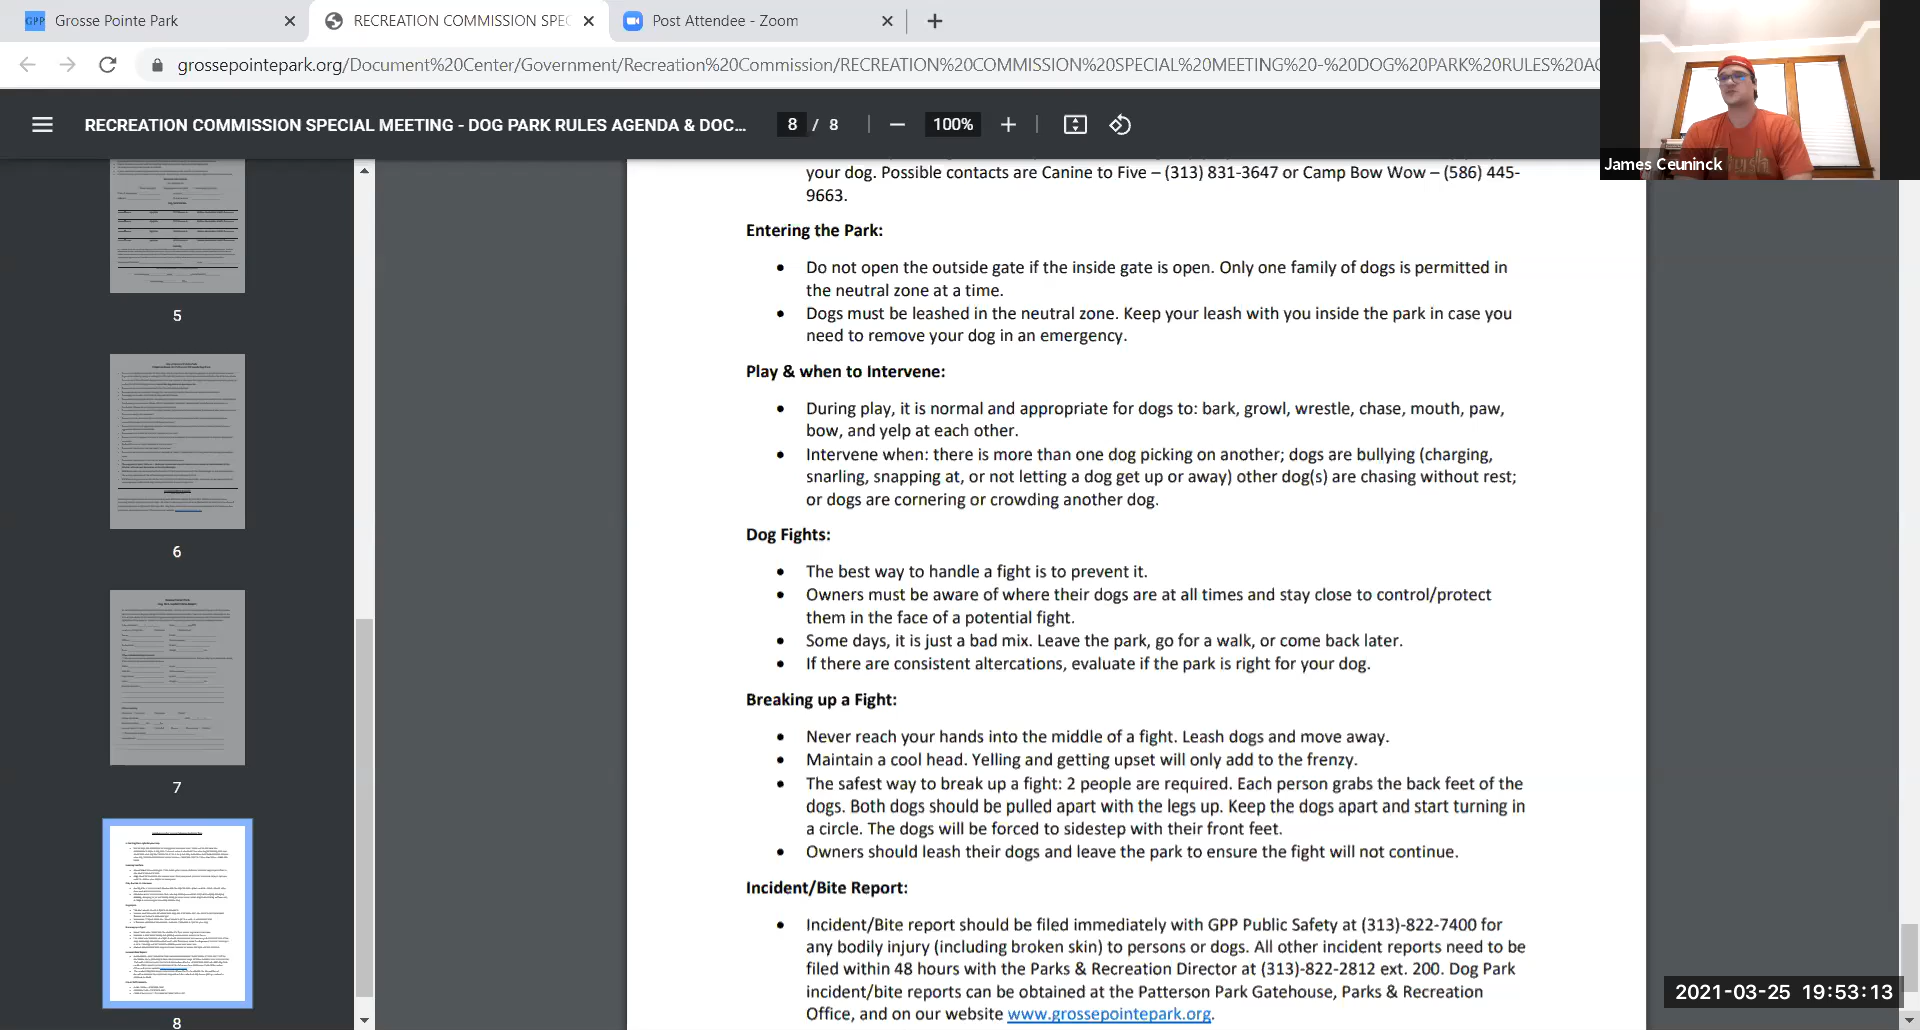 GPP Grosse Pointe Park
RECREATION COMMISSION SPEC
Post Attendee - Zoom
grossepointepark.org/Document%20Center/Government/Recreation%20Commission/RECREATION%20COMMISSION%20SPECIAL%20MEETING%20-%20DOG%20PARK%20RULES%20AG
James Ceuninck
RECREATION COMMISSION SPECIAL MEETING - DOG PARK RULES AGENDA & DOC...
8 / 8
100%
your dog. Possible contacts are Canine to Five – (313) 831-3647 or Camp Bow Wow – (586) 445-
9663.
Entering the Park:
• Do not open the outside gate if the inside gate is open. Only one family of dogs is permitted in
the neutral zone at a time.
• Dogs must be leashed in the neutral zone. Keep your leash with you inside the park in case you
need to remove your dog in an emergency.
Play & when to Intervene:
• During play, it is normal and appropriate for dogs to: bark, growl, wrestle, chase, mouth, paw,
bow, and yelp at each other.
• Intervene when: there is more than one dog picking on another; dogs are bullying (charging,
snarling, snapping at, or not letting a dog get up or away) other dog(s) are chasing without rest;
or dogs are cornering or crowding another dog.
Dog Fights:
• The best way to handle a fight is to prevent it.
• Owners must be aware of where their dogs are at all times and stay close to control/protect
them in the face of a potential fight.
• Some days, it is just a bad mix. Leave the park, go for a walk, or come back later.
• If there are consistent altercations, evaluate if the park is right for your dog.
Breaking up a Fight:
• Never reach your hands into the middle of a fight. Leash dogs and move away.
• Maintain a cool head. Yelling and getting upset will only add to the frenzy.
• The safest way to break up a fight: 2 people are required. Each person grabs the back feet of the
dogs. Both dogs should be pulled apart with the legs up. Keep the dogs apart and start turning in
a circle. The dogs will be forced to sidestep with their front feet.
• Owners should leash their dogs and leave the park to ensure the fight will not continue.
Incident/Bite Report:
• Incident/Bite report should be filed immediately with GPP Public Safety at (313)-822-7400 for
any bodily injury (including broken skin) to persons or dogs. All other incident reports need to be
filed within 48 hours with the Parks & Recreation Director at (313)-822-2812 ext. 200. Dog Park
incident/bite reports can be obtained at the Patterson Park Gatehouse, Parks & Recreation
Office, and on our website www.grossepointepark.org.
5
6
7
8
2021-03-25 19:53:13